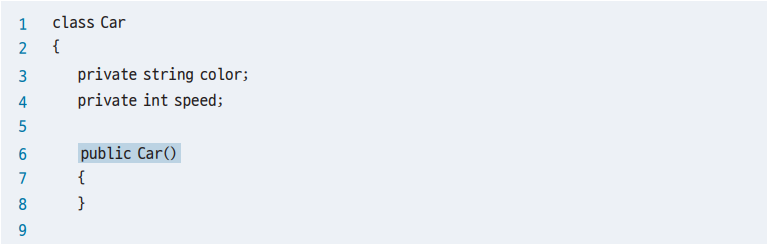 1 class Car
2 {
3 private string color;
4 private int speed;
5
6 public Car()
7 {
8 }
9